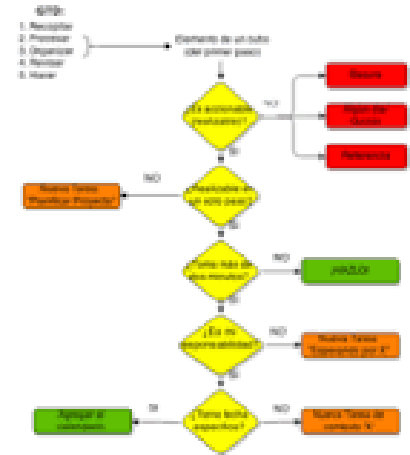 GTD:
1. Recopilar
2. Procesar
3. Organizar
4. Revisar
5. Hacer
Elemento de un cubo
(del primer paso)
¿Es accionable
(realizable)?
NO
Basura
Algún día/
Quizás
Referencia
SI
¿Realizable en
un solo paso?
NO
Nueva Tarea:
"Planificar Proyecto"
SI
¿Toma más de
dos minutos?
NO
¡HAZLO!
SI
¿Es mi
responsabilidad?
NO
Nueva Tarea:
"Esperando por X"
SI
¿Tiene fecha
específica?
SI
Agregar al
calendario
NO
Nueva Tarea de
contexto "X"